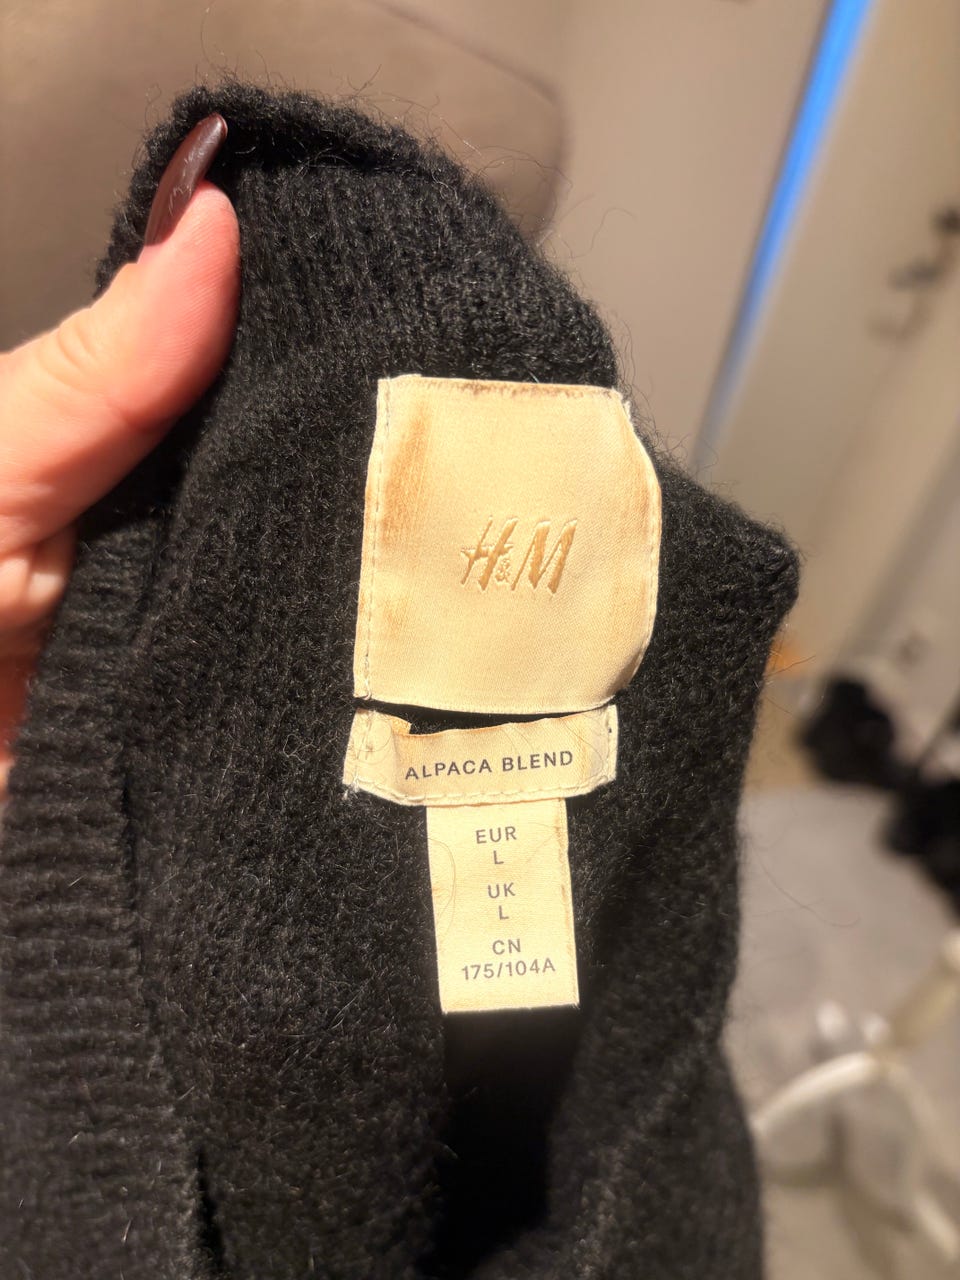 H&M
ALPACA BLEND
EUR
L
UK
L
CN
175/104A